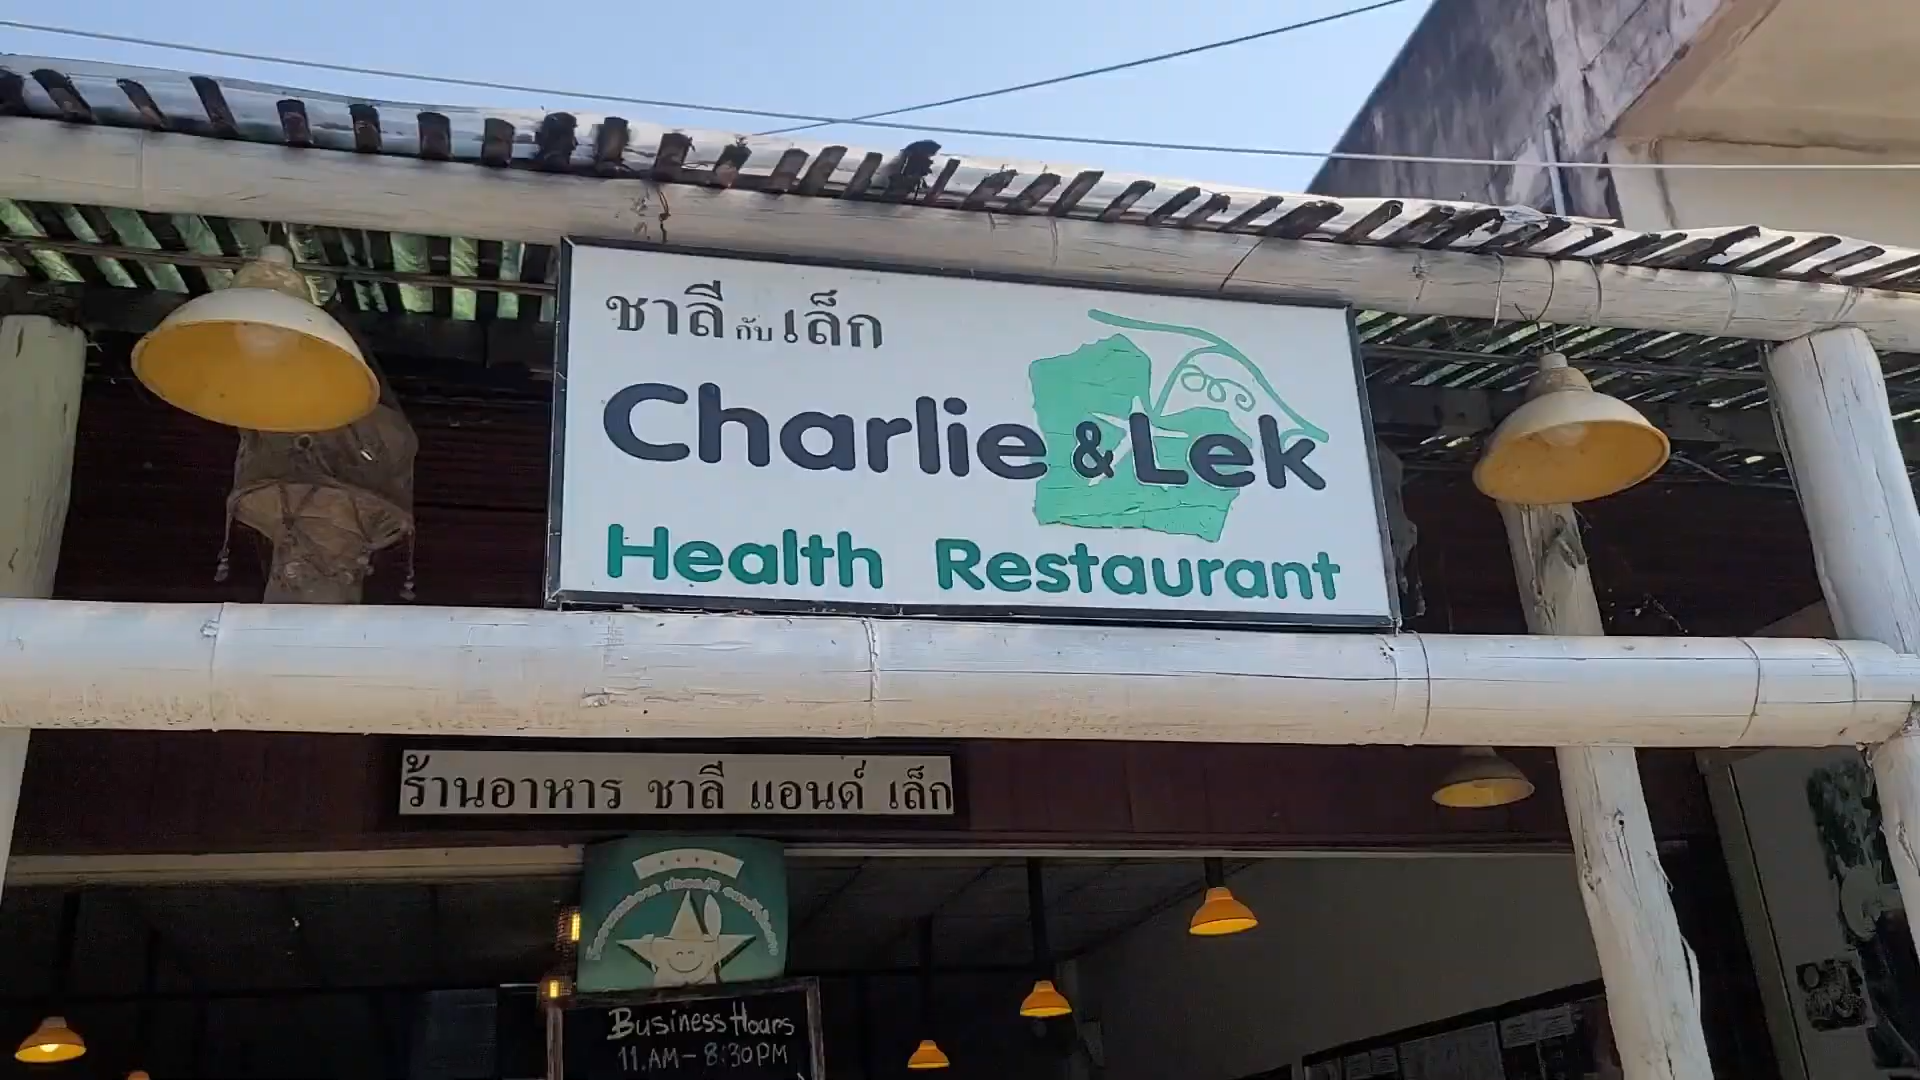 ชาลี กับ เล็ก
Charlie & Lek
Health Restaurant
ร้านอาหาร ชาลี แอนด์ เล็ก
Business Hours
11.AM - 8:30PM